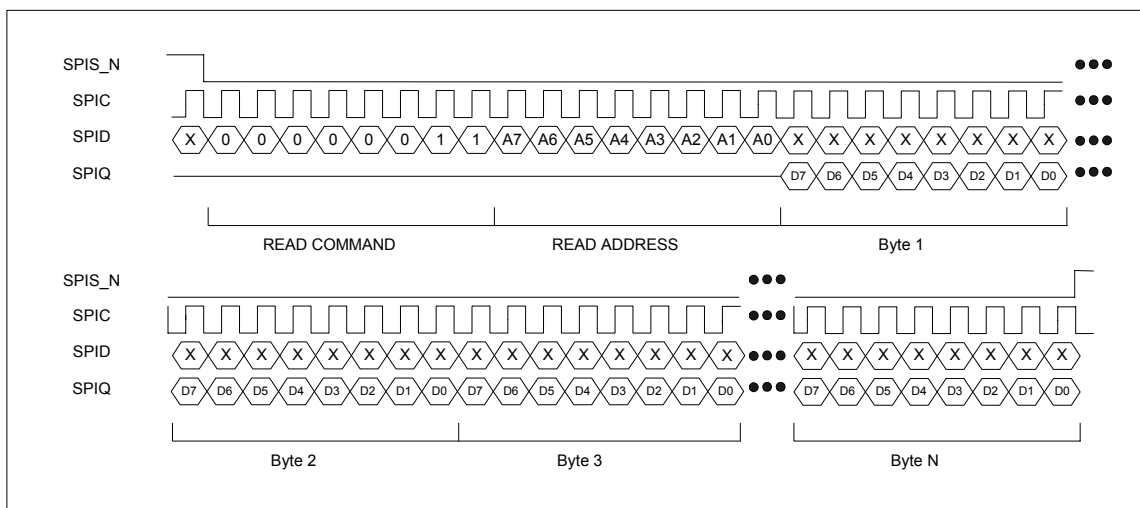 SPIS_N
SPIC
SPID X 0 0 0 0 0 0 1 1 A7 A6 A5 A4 A3 A2 A1 A0 X X X X X X X X
SPIQ D7 D6 D5 D4 D3 D2 D1 D0
READ COMMAND READ ADDRESS Byte 1
SPIS_N
SPIC
SPID X X X X X X X X X X X X X X X X X X X X X X X X
SPIQ D7 D6 D5 D4 D3 D2 D1 D0 D7 D6 D5 D4 D3 D2 D1 D0 D7 D6 D5 D4 D3 D2 D1 D0
Byte 2 Byte 3 Byte N